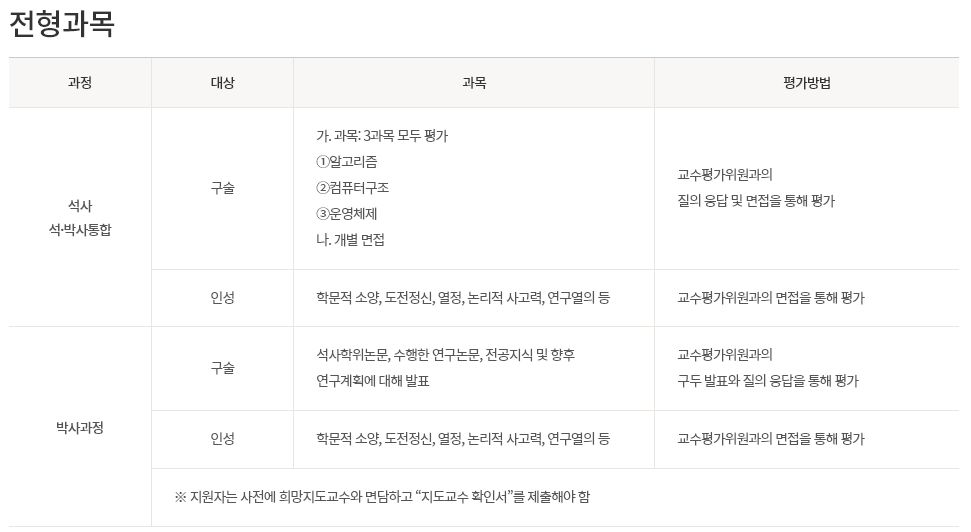 전형과목
과정 대상 과목 평가방법
석사
석·박사통합
구술
가. 과목: 3과목 모두 평가
①알고리즘
②컴퓨터구조
③운영체제
나. 개별 면접
교수평가위원과의
질의 응답 및 면접을 통해 평가
인성
학문적 소양, 도전정신, 열정, 논리적 사고력, 연구열의 등
교수평가위원과의 면접을 통해 평가
박사과정
구술
석사학위논문, 수행한 연구논문, 전공지식 및 향후
연구계획에 대해 발표
교수평가위원과의
구두 발표와 질의 응답을 통해 평가
인성
학문적 소양, 도전정신, 열정, 논리적 사고력, 연구열의 등
교수평가위원과의 면접을 통해 평가
※ 지원자는 사전에 희망지도교수와 면담하고 “지도교수 확인서”를 제출해야 함